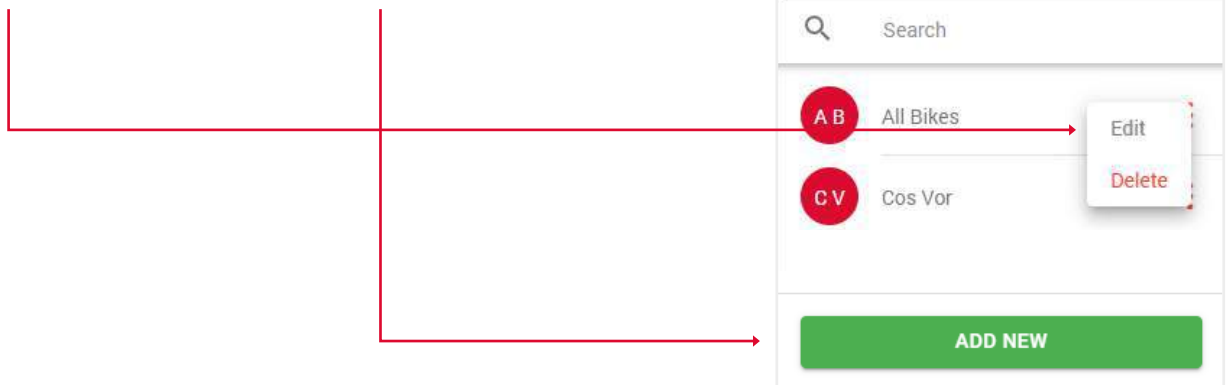 Search
A B
All Bikes
Edit
Delete
C V
Cos Vor
ADD NEW